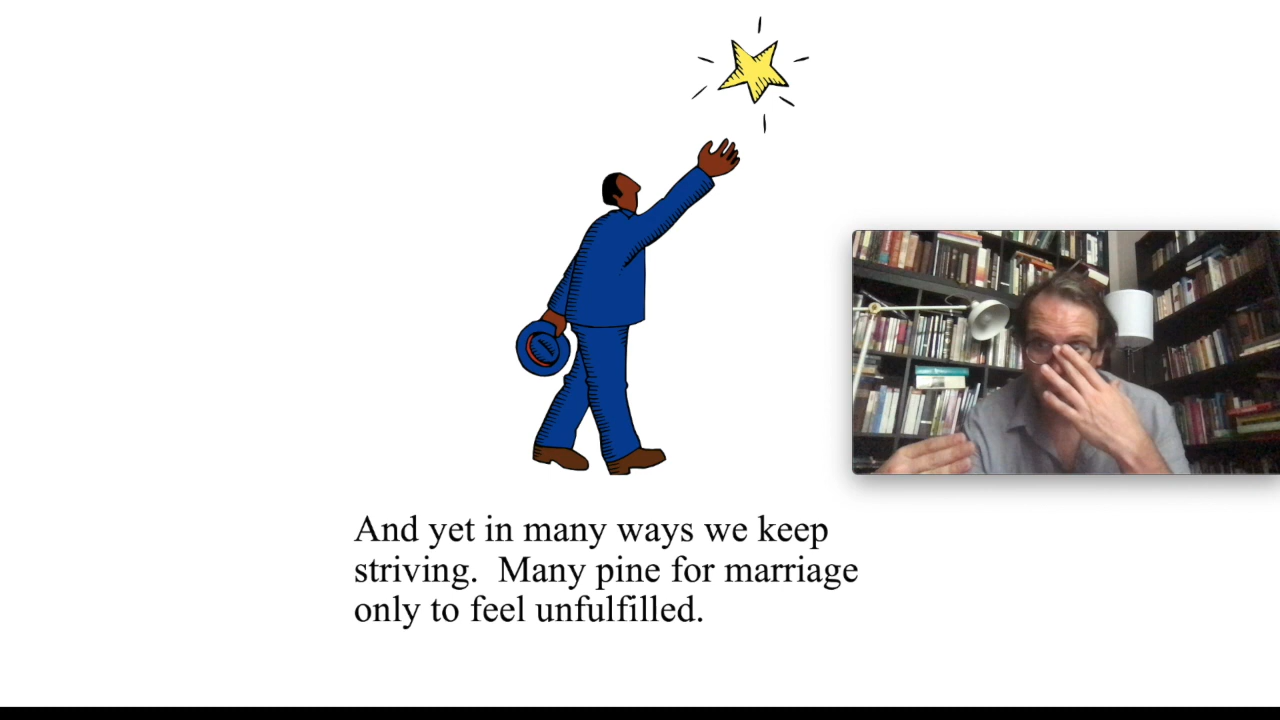 And yet in many ways we keep
striving.  Many pine for marriage
only to feel unfulfilled.